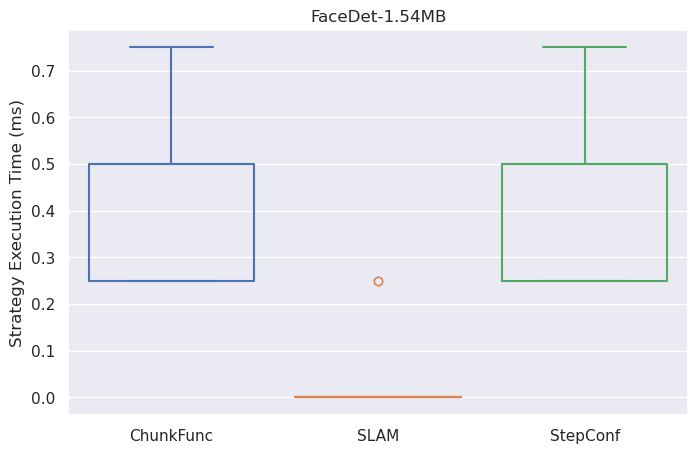 FaceDet-1.54MB
Strategy Execution Time (ms)
0.7
0.6
0.5
0.4
0.3
0.2
0.1
0.0
ChunkFunc
SLAM
StepConf